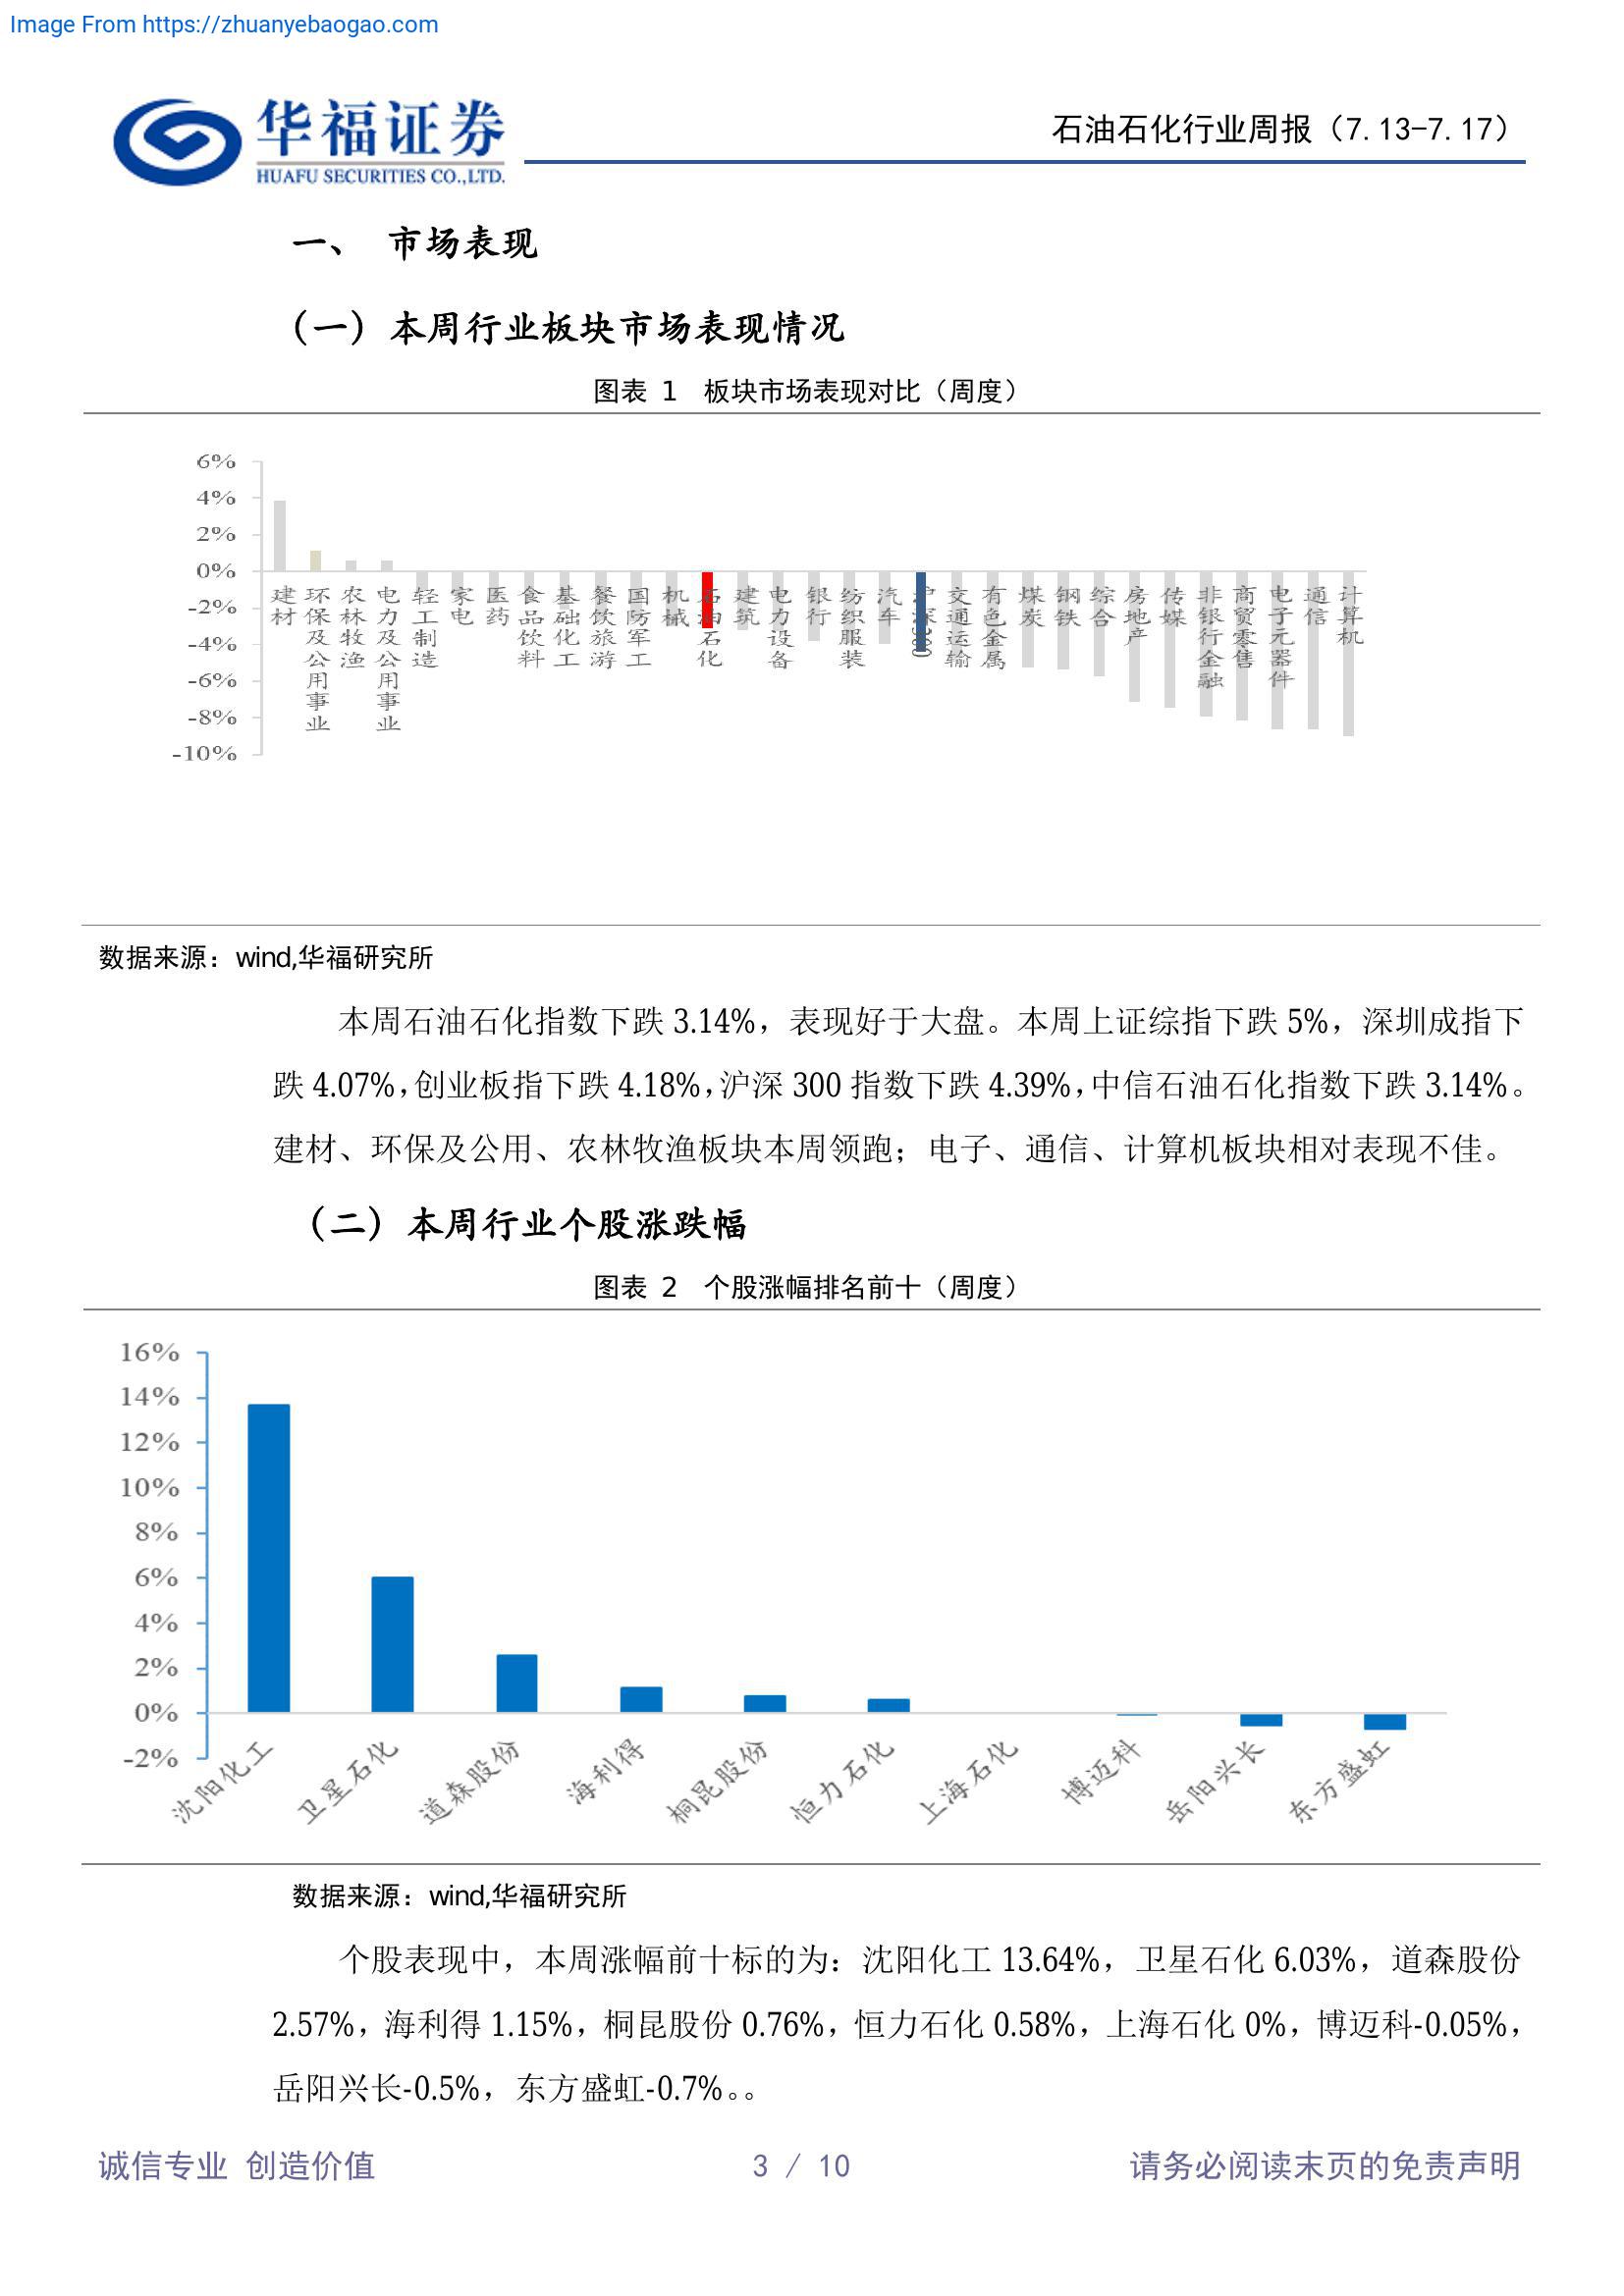 Image From https://zhuanyebaogao.com
华福证券
HUAFU SECURITIES CO.,LTD.
石油石化行业周报（7.13-7.17）
一、 市场表现
（一）本周行业板块市场表现情况
图表 1 板块市场表现对比（周度）
6%
4%
2%
0%
-2%
-4%
-6%
-8%
-10%
建材
环保及公用事业
农林牧渔
电力及公用事业
轻工制造
家电
医药
食品饮料
基础化工
餐饮旅游
国防军工
机械
石油石化
建筑
电力设备
银行
纺织服装
汽车
沪深300
交通运输
有色金属
煤炭
钢铁
综合
房地产
传媒
非银行金融
商贸零售
电子元器件
通信
计算机
数据来源：wind,华福研究所
本周石油石化指数下跌 3.14%，表现好于大盘。本周上证综指下跌 5%，深圳成指下
跌 4.07%，创业板指下跌 4.18%，沪深 300 指数下跌 4.39%，中信石油石化指数下跌 3.14%。
建材、环保及公用、农林牧渔板块本周领跑；电子、通信、计算机板块相对表现不佳。
（二）本周行业个股涨跌幅
图表 2 个股涨幅排名前十（周度）
16%
14%
12%
10%
8%
6%
4%
2%
0%
-2%
沈阳化工
卫星石化
道森股份
海利得
桐昆股份
恒力石化
上海石化
博迈科
岳阳兴长
东方盛虹
数据来源：wind,华福研究所
个股表现中，本周涨幅前十标的为：沈阳化工 13.64%，卫星石化 6.03%，道森股份
2.57%，海利得 1.15%，桐昆股份 0.76%，恒力石化 0.58%，上海石化 0%，博迈科-0.05%，
岳阳兴长-0.5%，东方盛虹-0.7%。。
诚信专业 创造价值
3 / 10
请务必阅读末页的免责声明